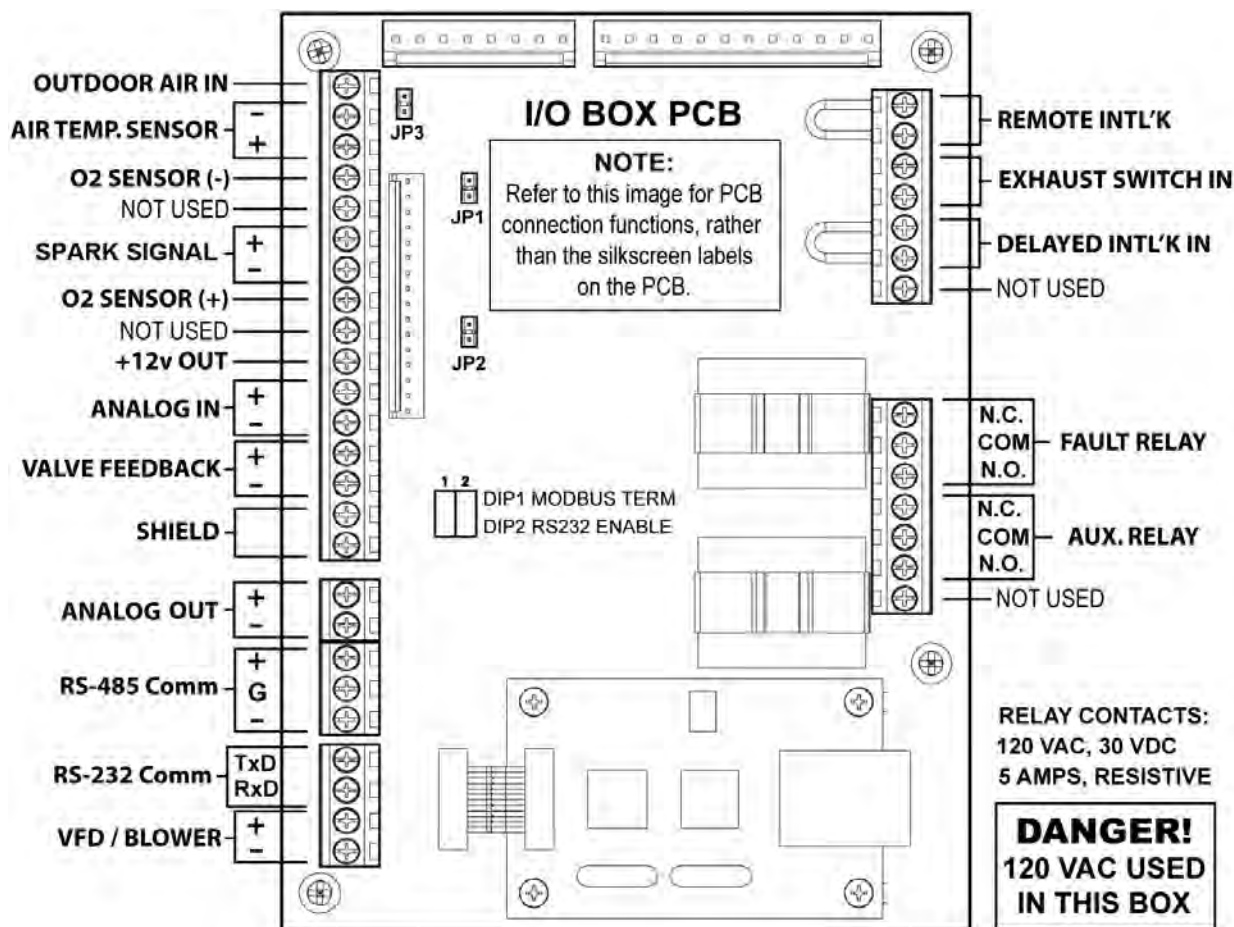 OUTDOOR AIR IN
AIR TEMP. SENSOR
-
+
O2 SENSOR (-)
NOT USED
SPARK SIGNAL
+
-
O2 SENSOR (+)
NOT USED
+12v OUT
ANALOG IN
+
-
VALVE FEEDBACK
+
-
SHIELD
ANALOG OUT
+
-
RS-485 Comm
+
G
-
RS-232 Comm
TxD
RxD
VFD / BLOWER
+
-
JP3
I/O BOX PCB
NOTE:
Refer to this image for PCB
connection functions, rather
than the silkscreen labels
on the PCB.
JP1
JP2
1 2
DIP1 MODBUS TERM
DIP2 RS232 ENABLE
REMOTE INTL'K
EXHAUST SWITCH IN
DELAYED INTL'K IN
NOT USED
N.C.
COM
N.O.
FAULT RELAY
N.C.
COM
N.O.
AUX. RELAY
NOT USED
RELAY CONTACTS:
120 VAC, 30 VDC
5 AMPS, RESISTIVE
DANGER!
120 VAC USED
IN THIS BOX